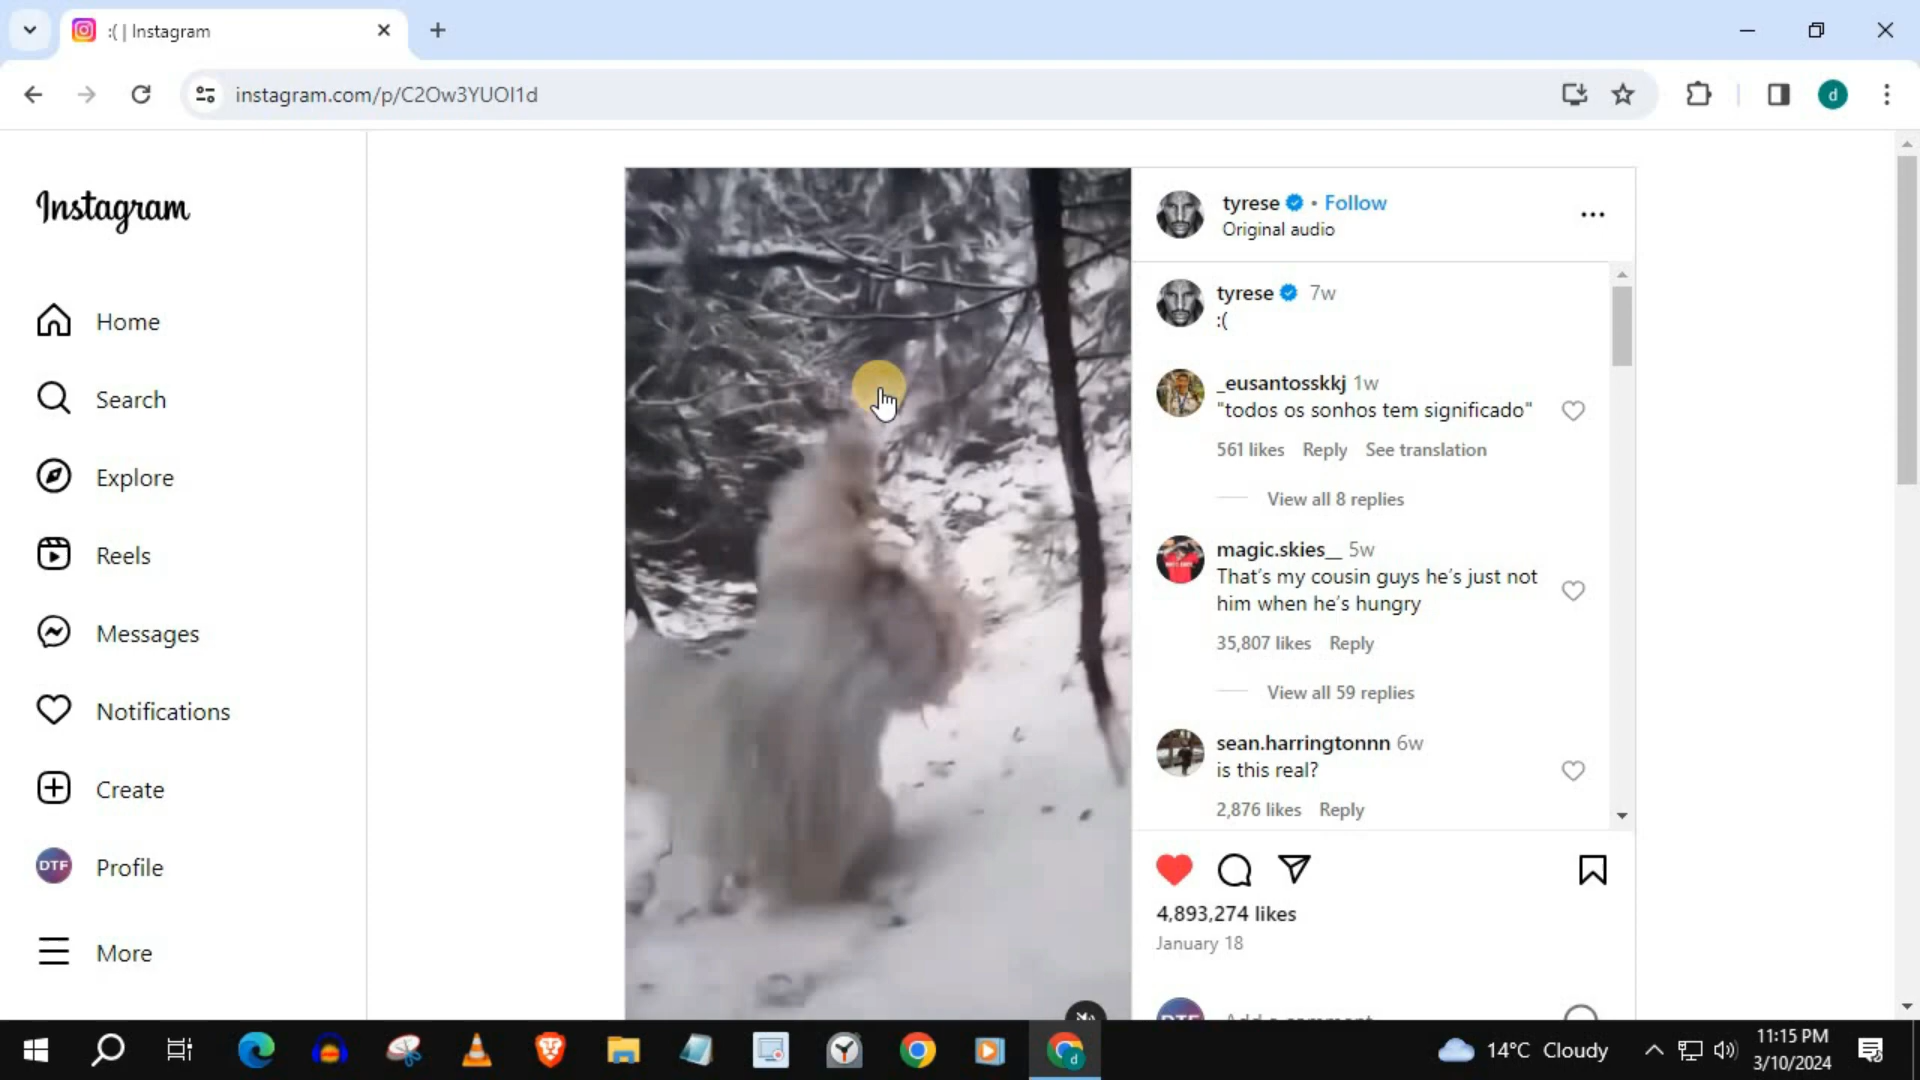 :( | Instagram
instagram.com/p/C2Ow3YUOI1d
d
Instagram
Home
Search
Explore
Reels
Messages
Notifications
Create
DTF
Profile
More
tyrese • Follow
Original audio
tyrese 7w
:(
_eusantosskkj 1w
"todos os sonhos tem significado"
561 likes Reply See translation
View all 8 replies
magic.skies__ 5w
That's my cousin guys he's just not
him when he's hungry
35,807 likes Reply
View all 59 replies
sean.harringtonnn 6w
is this real?
2,876 likes Reply
4,893,274 likes
January 18
DTF
Add a comment...
14°C Cloudy
11:15 PM
3/10/2024